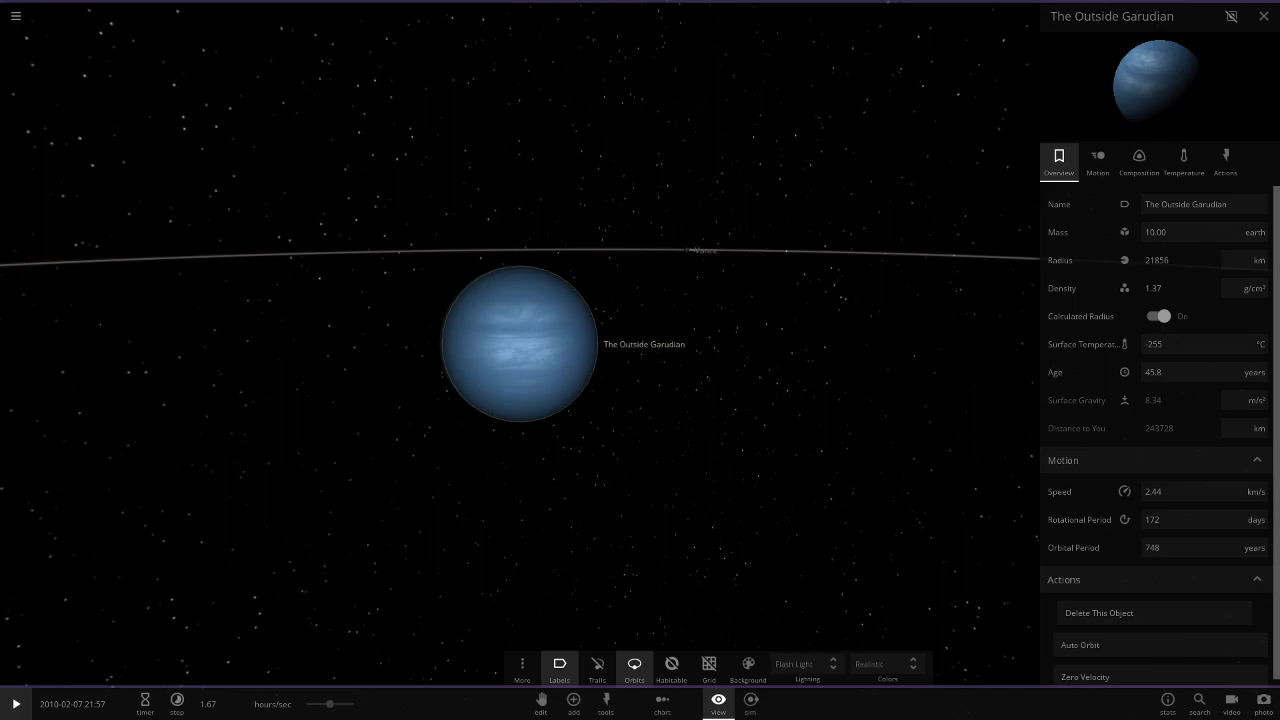 The Outside Garudian
Overview
Motion
Composition
Temperature
Actions
Name The Outside Garudian
Mass 10.00 earth
Vance
Radius 21856 km
Density 1.37 g/cm³
Calculated Radius On
The Outside Garudian
Surface Temperat... -255 °C
Age 45.8 years
Surface Gravity 8.34 m/s²
Distance to You 243728 km
Motion
Speed 2.44 km/s
Rotational Period 172 days
Orbital Period 748 years
Actions
Delete This Object
Auto Orbit
Zero Velocity
More
Labels
Trails
Orbits
Habitable
Grid
Background
Flash Light
Lighting
Realistic
Colors
2010-02-07 21:57
timer
step
1.67 hours/sec
edit
add
tools
chart
view
sim
stats
search
video
photo